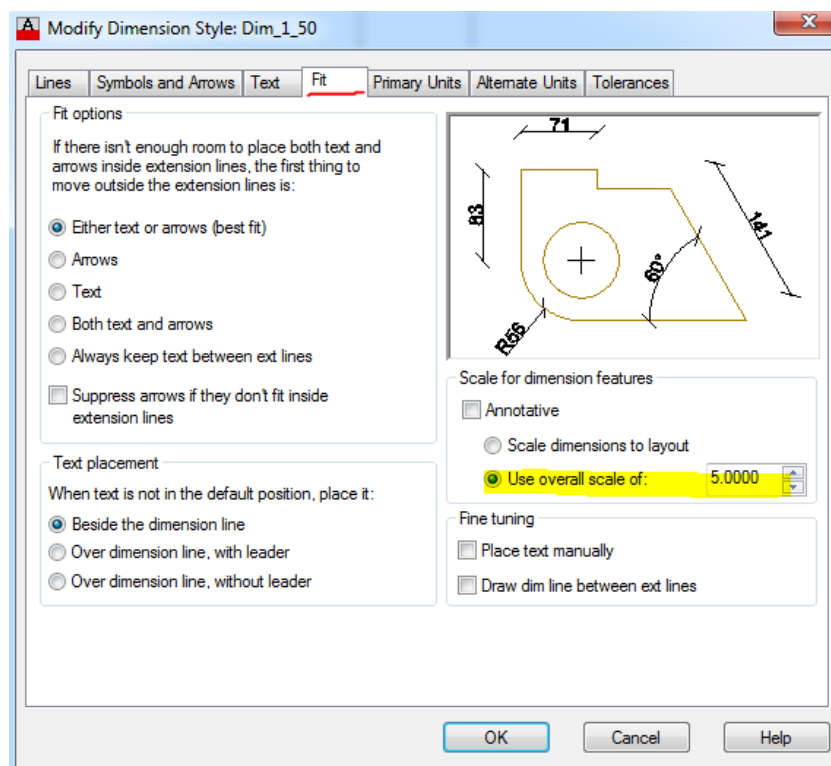 Modify Dimension Style: Dim_1_50
Lines
Symbols and Arrows
Text
Fit
Primary Units
Alternate Units
Tolerances
Fit options
If there isn't enough room to place both text and
arrows inside extension lines, the first thing to
move outside the extension lines is:
Either text or arrows (best fit)
Arrows
Text
Both text and arrows
Always keep text between ext lines
Suppress arrows if they don't fit inside
extension lines
Text placement
When text is not in the default position, place it:
Beside the dimension line
Over dimension line, with leader
Over dimension line, without leader
71
83
141
60°
R56
Scale for dimension features
Annotative
Scale dimensions to layout
Use overall scale of:
5.0000
Fine tuning
Place text manually
Draw dim line between ext lines
OK
Cancel
Help